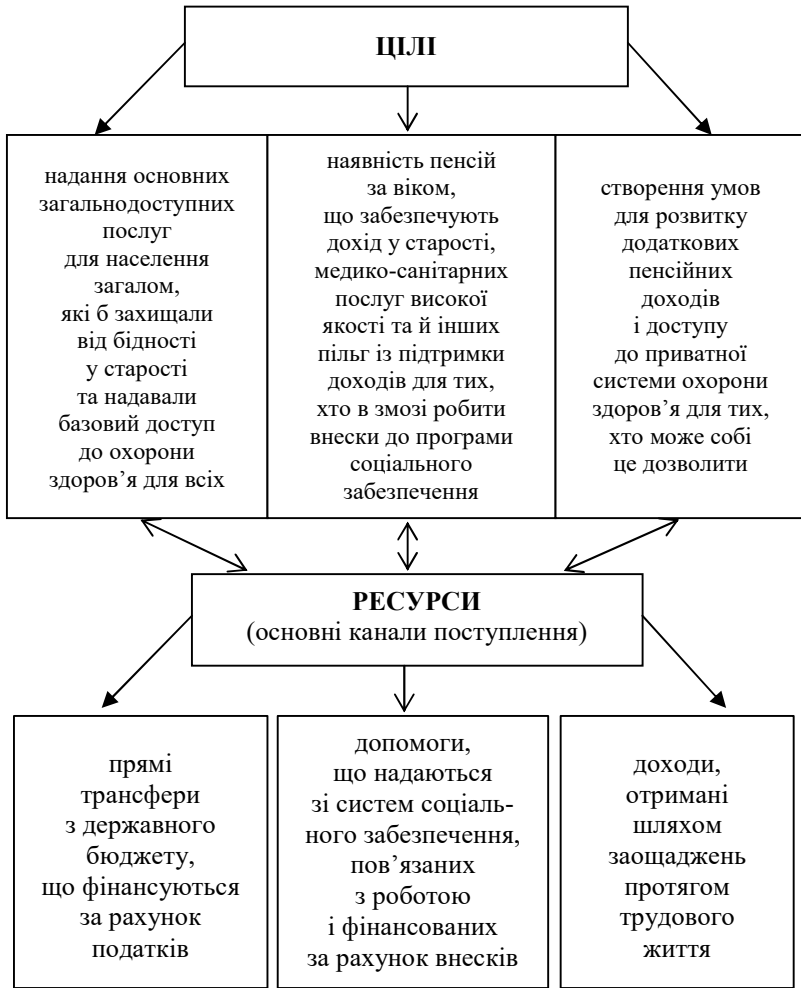 ЦІЛІ
надання основних
загальнодоступних
послуг
для населення
загалом,
які б захищали
від бідності
у старості
та надавали
базовий доступ
до охорони
здоров’я для всіх
наявність пенсій
за віком,
що забезпечують
дохід у старості,
медико-санітарних
послуг високої
якості та й інших
пільг із підтримки
доходів для тих,
хто в змозі робити
внески до програми
соціального
забезпечення
створення умов
для розвитку
додаткових
пенсійних
доходів
і доступу
до приватної
системи охорони
здоров’я для тих,
хто може собі
це дозволити
РЕСУРСИ
(основні канали поступлення)
прямі
трансфери
з державного
бюджету,
що фінансуються
за рахунок
податків
допомоги,
що надаються
зі систем соціаль-
ного забезпечення,
пов’язаних
з роботою
і фінансованих
за рахунок внесків
доходи,
отримані
шляхом
заощаджень
протягом
трудового
життя